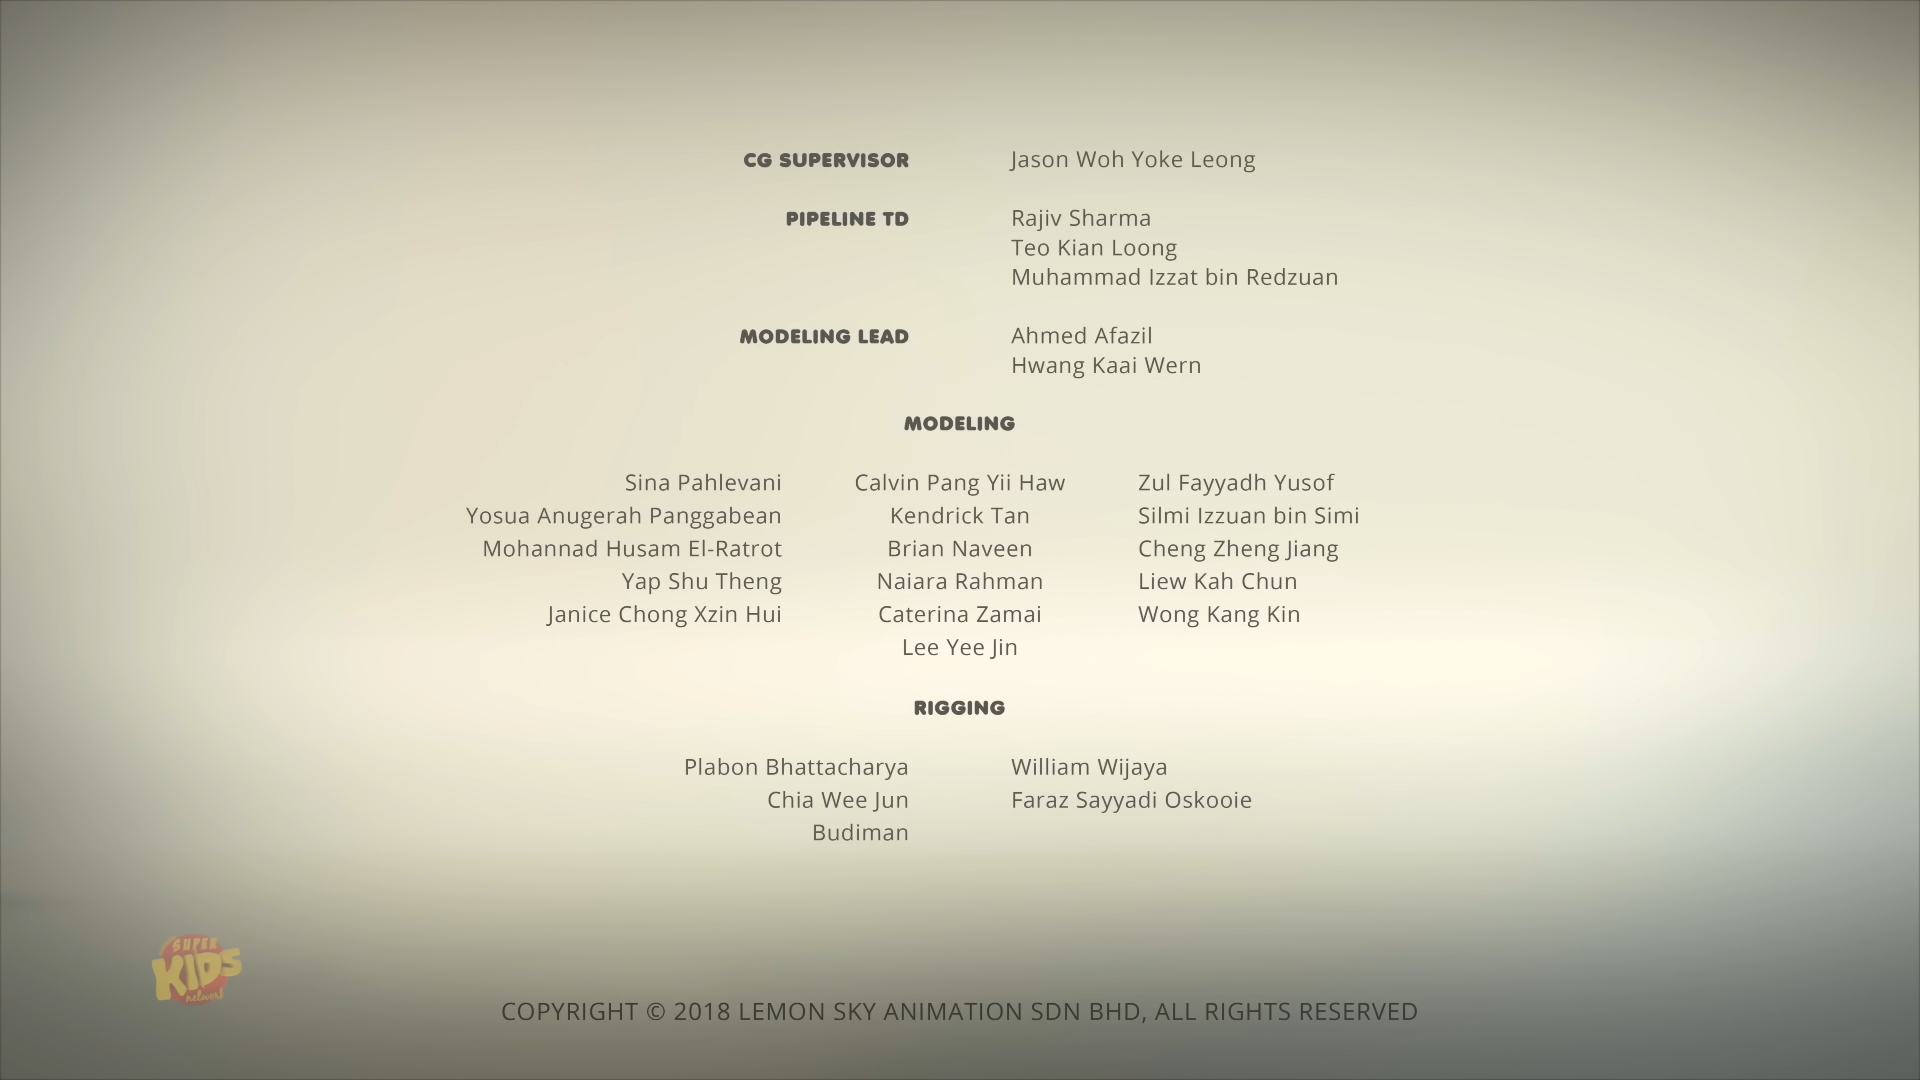 CG SUPERVISOR Jason Woh Yoke Leong
PIPELINE TD Rajiv Sharma
Teo Kian Loong
Muhammad Izzat bin Redzuan
MODELING LEAD Ahmed Afazil
Hwang Kaai Wern
MODELING
Sina Pahlevani Calvin Pang Yii Haw Zul Fayyadh Yusof
Yosua Anugerah Panggabean Kendrick Tan Silmi Izzuan bin Simi
Mohannad Husam El-Ratrot Brian Naveen Cheng Zheng Jiang
Yap Shu Theng Naiara Rahman Liew Kah Chun
Janice Chong Xzin Hui Caterina Zamai Wong Kang Kin
Lee Yee Jin
RIGGING
Plabon Bhattacharya William Wijaya
Chia Wee Jun Faraz Sayyadi Oskooie
Budiman
SUPER
KIDS
network
COPYRIGHT © 2018 LEMON SKY ANIMATION SDN BHD, ALL RIGHTS RESERVED